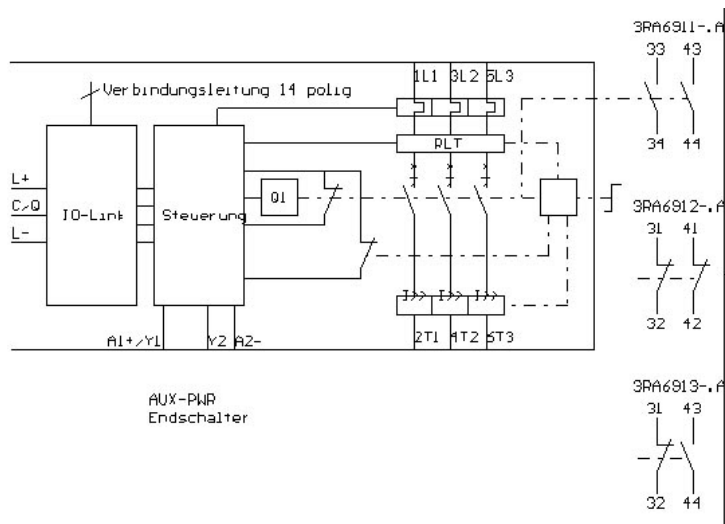 3RA6911-.A
33 43
34 44
1L1 3L2 5L3
Verbindungsleitung 14 polig
RLT
L+
C/Q
L-
IO-Link
Steuerung
Q1
I>> I>> I>>
A1+/Y1 Y2 A2-
2T1 4T2 6T3
AUX-PWR
Endschalter
3RA6912-.A
31 41
32 42
3RA6913-.A
31 43
32 44